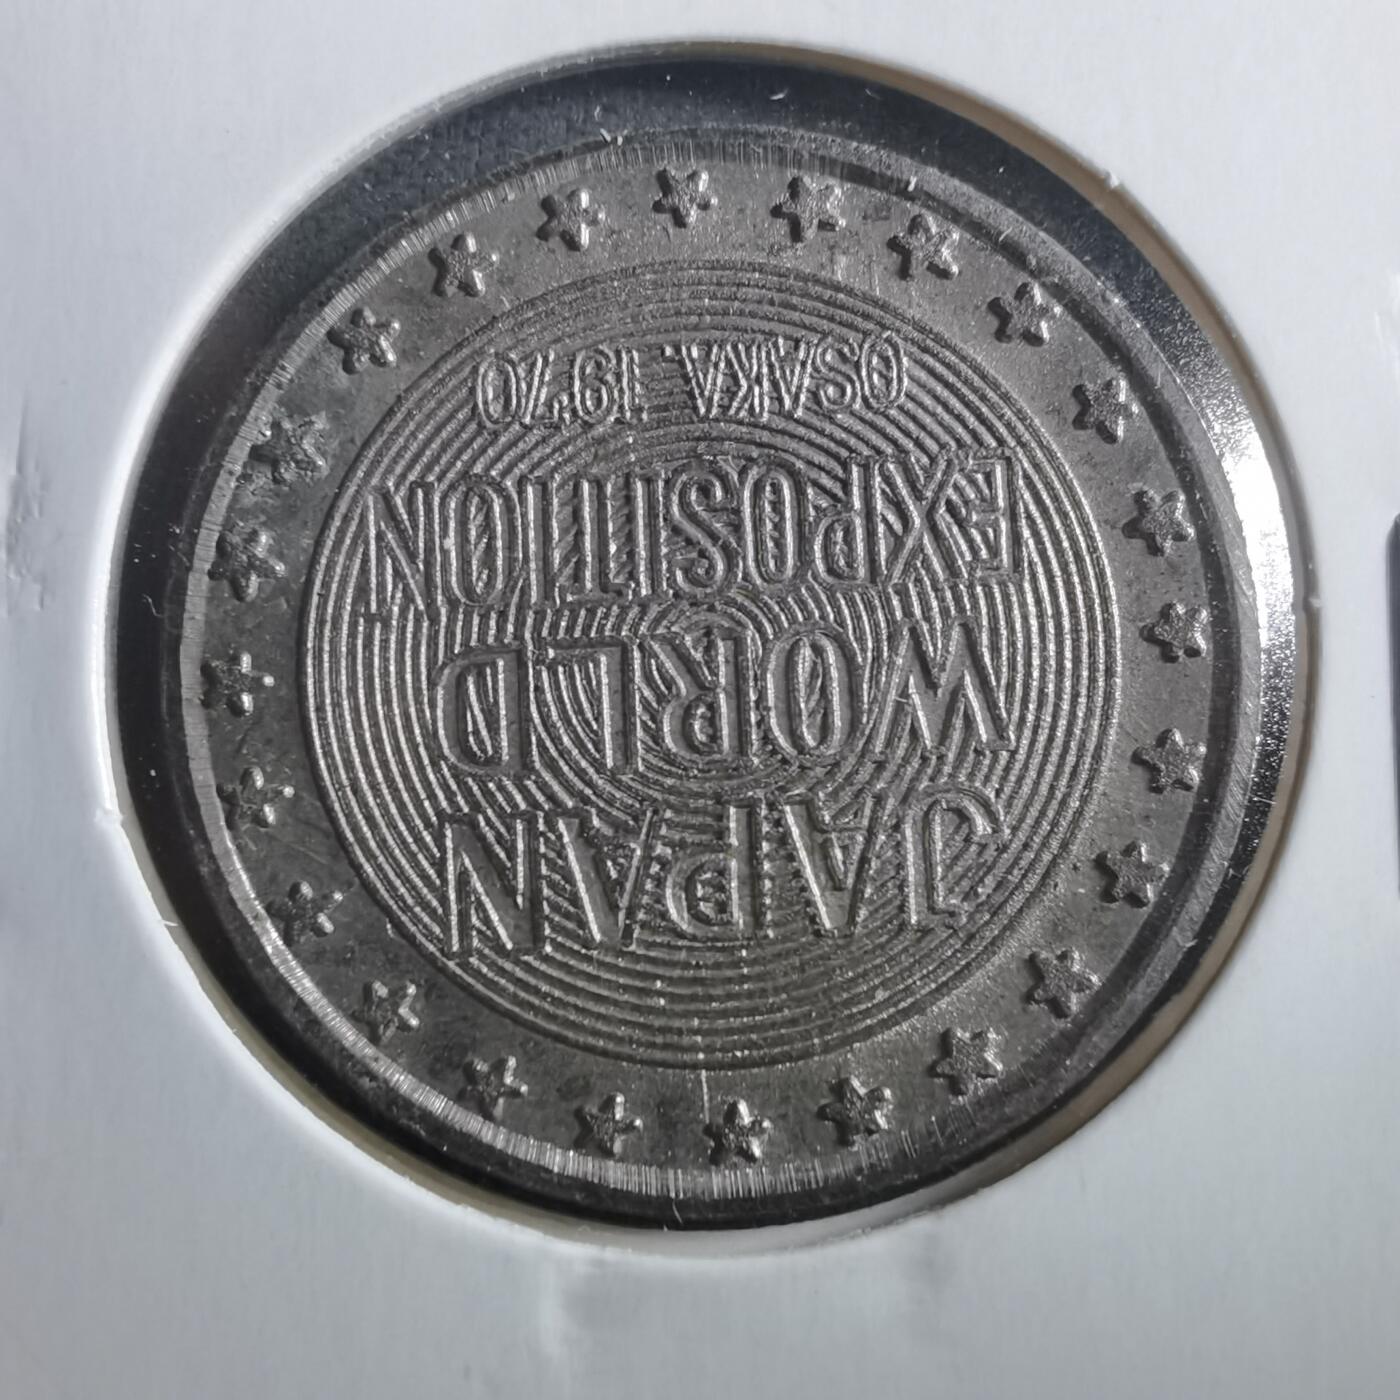 JAPAN
WORLD
EXPOSITION
OSAKA. 1970